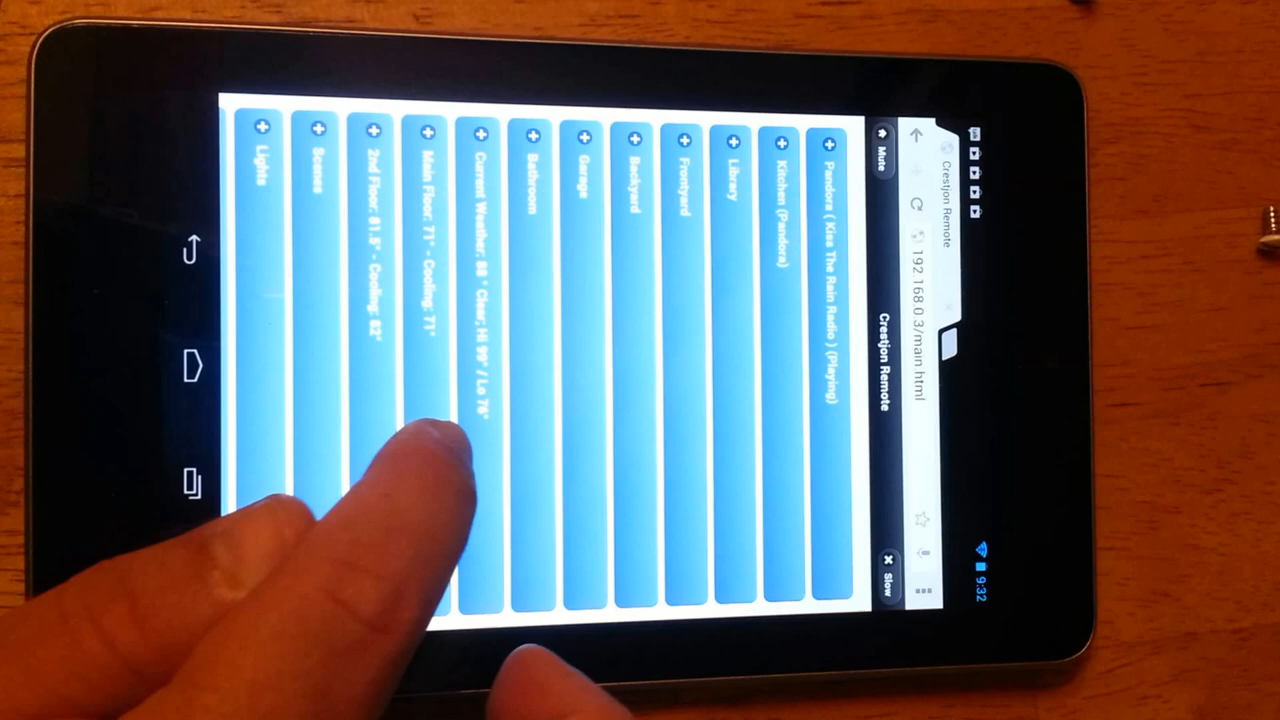 9:32
Crestjon Remote
192.168.0.3/main.html
Mute
Crestjon Remote
Slow
Pandora ( Kiss The Rain Radio ) (Playing)
Kitchen (Pandora)
Library
Frontyard
Backyard
Garage
Bathroom
Current Weather: 88 ° Clear; Hi 99° / Lo 76°
Main Floor: 71° - Cooling: 71°
2nd Floor: 81.5° - Cooling: 82°
Scenes
Lights